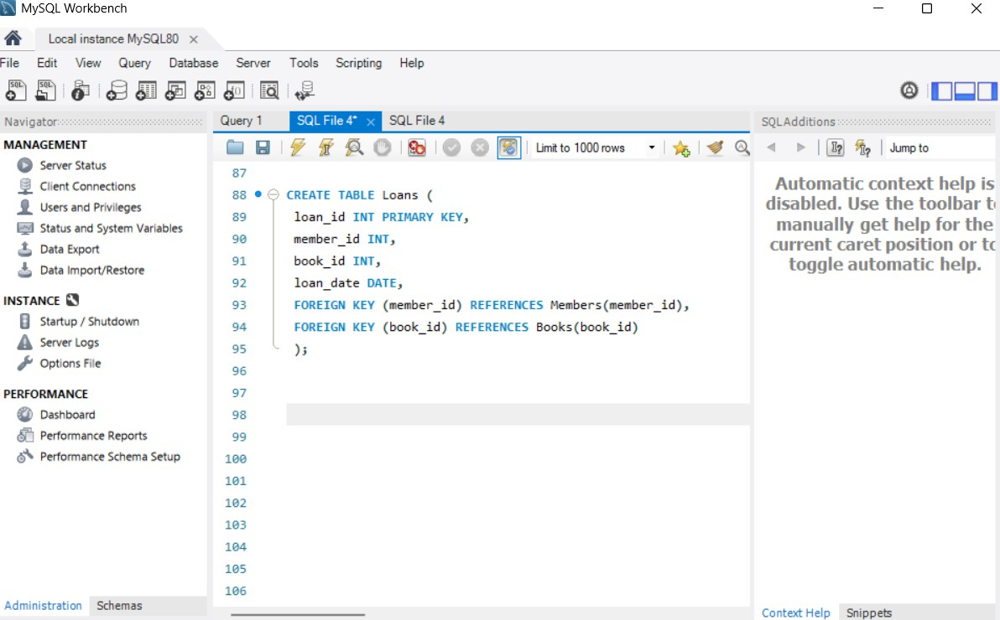 MySQL Workbench
Local instance MySQL80
File Edit View Query Database Server Tools Scripting Help
Navigator
MANAGEMENT
Server Status
Client Connections
Users and Privileges
Status and System Variables
Data Export
Data Import/Restore
INSTANCE
Startup / Shutdown
Server Logs
Options File
PERFORMANCE
Dashboard
Performance Reports
Performance Schema Setup
Administration Schemas
Query 1 SQL File 4* SQL File 4
Limit to 1000 rows
87
88 CREATE TABLE Loans (
89 loan_id INT PRIMARY KEY,
90 member_id INT,
91 book_id INT,
92 loan_date DATE,
93 FOREIGN KEY (member_id) REFERENCES Members(member_id),
94 FOREIGN KEY (book_id) REFERENCES Books(book_id)
95 );
96
97
98
99
100
101
102
103
104
105
106
SQLAdditions
Jump to
Automatic context help is
disabled. Use the toolbar t
manually get help for the
current caret position or to
toggle automatic help.
Context Help Snippets